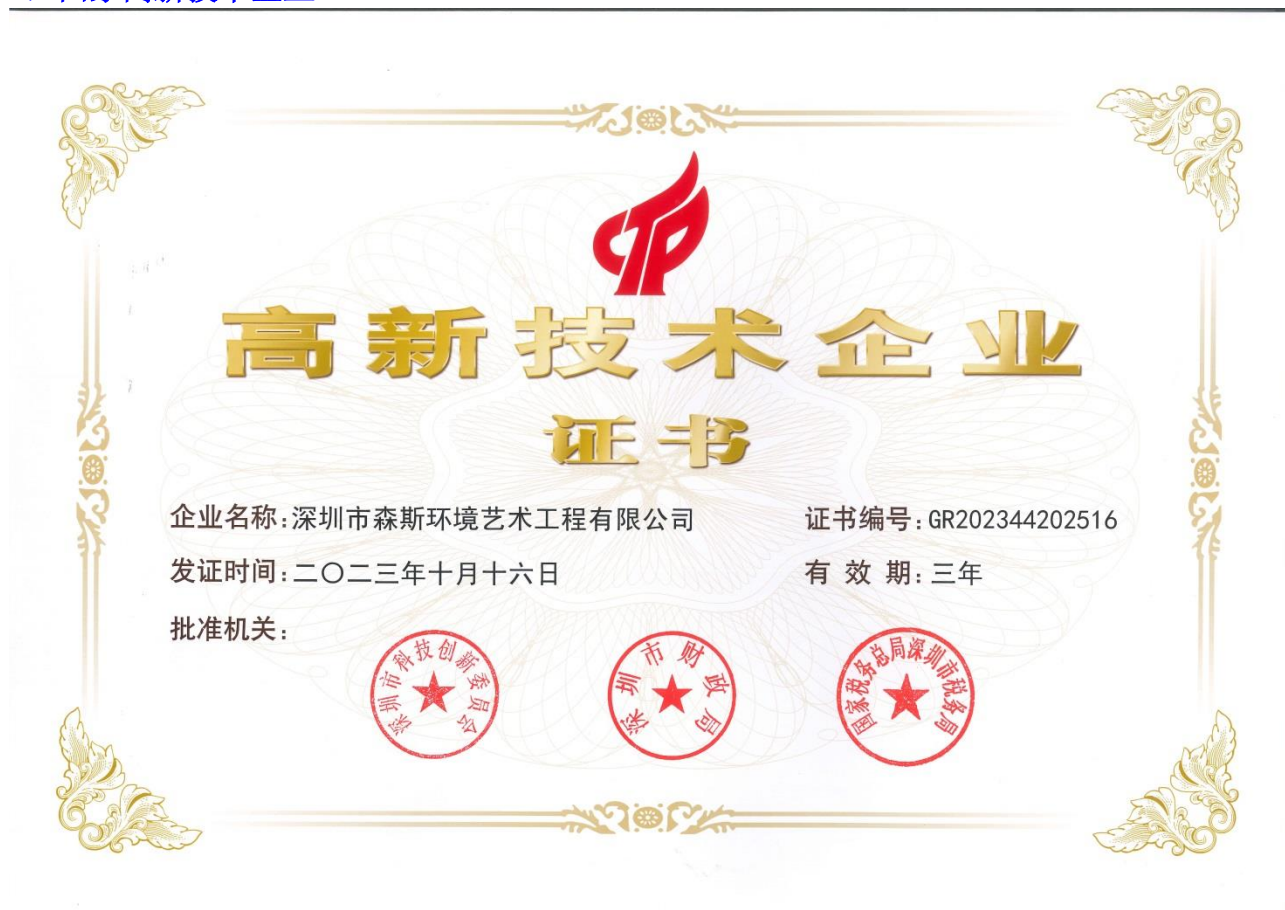 高新技术企业
证书
企业名称:深圳市森斯环境艺术工程有限公司 证书编号:GR202344202516
发证时间:二〇二三年十月十六日 有 效 期:三年
批准机关:
深圳市科技创新委员会
深圳市财政局
国家税务总局深圳市税务局